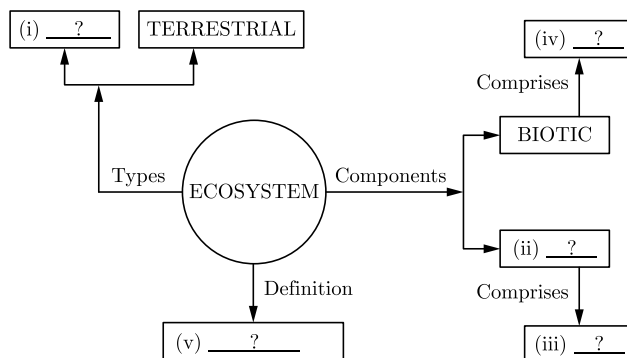 (i) ? TERRESTRIAL
(iv) ?
Comprises
Types
ECOSYSTEM
Components
BIOTIC
(ii) ?
Definition
Comprises
(v) ?
(iii) ?